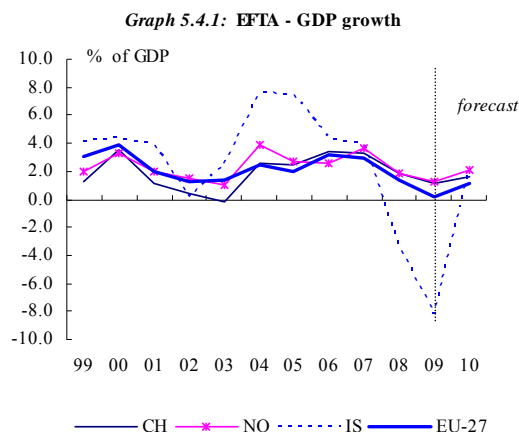 Graph 5.4.1: EFTA - GDP growth
% of GDP
10.0
8.0
6.0
4.0
2.0
0.0
-2.0
-4.0
-6.0
-8.0
-10.0
forecast
99 00 01 02 03 04 05 06 07 08 09 10
CH NO IS EU-27